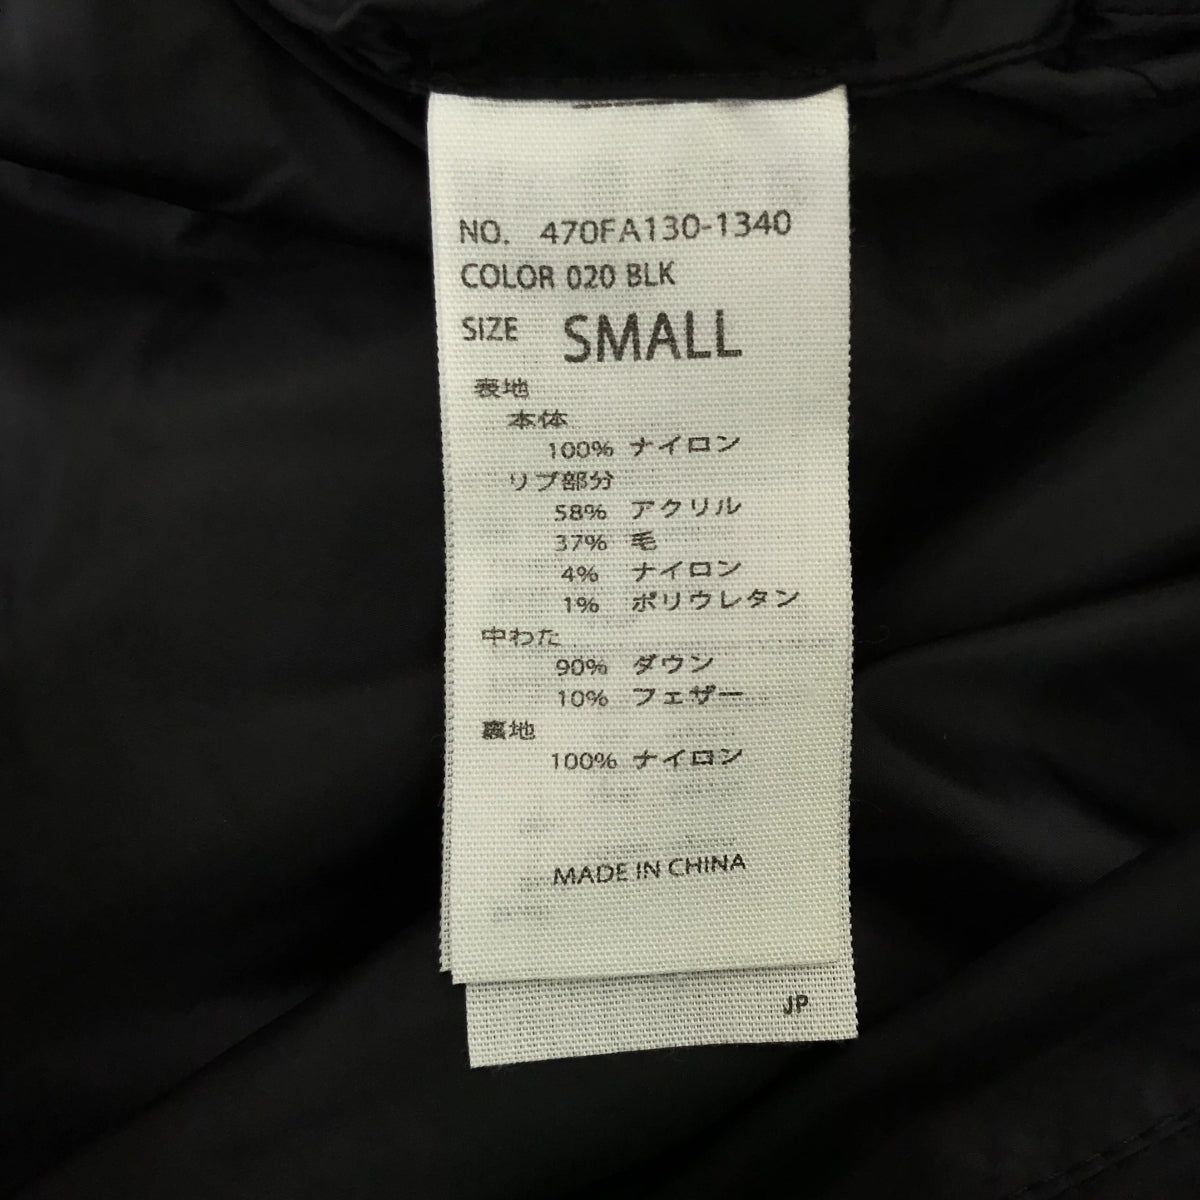 NO. 470FA130-1340
COLOR 020 BLK
SIZE SMALL
表地
本体
100% ナイロン
リブ部分
58% アクリル
37% 毛
4% ナイロン
1% ポリウレタン
中わた
90% ダウン
10% フェザー
裏地
100% ナイロン
MADE IN CHINA
JP